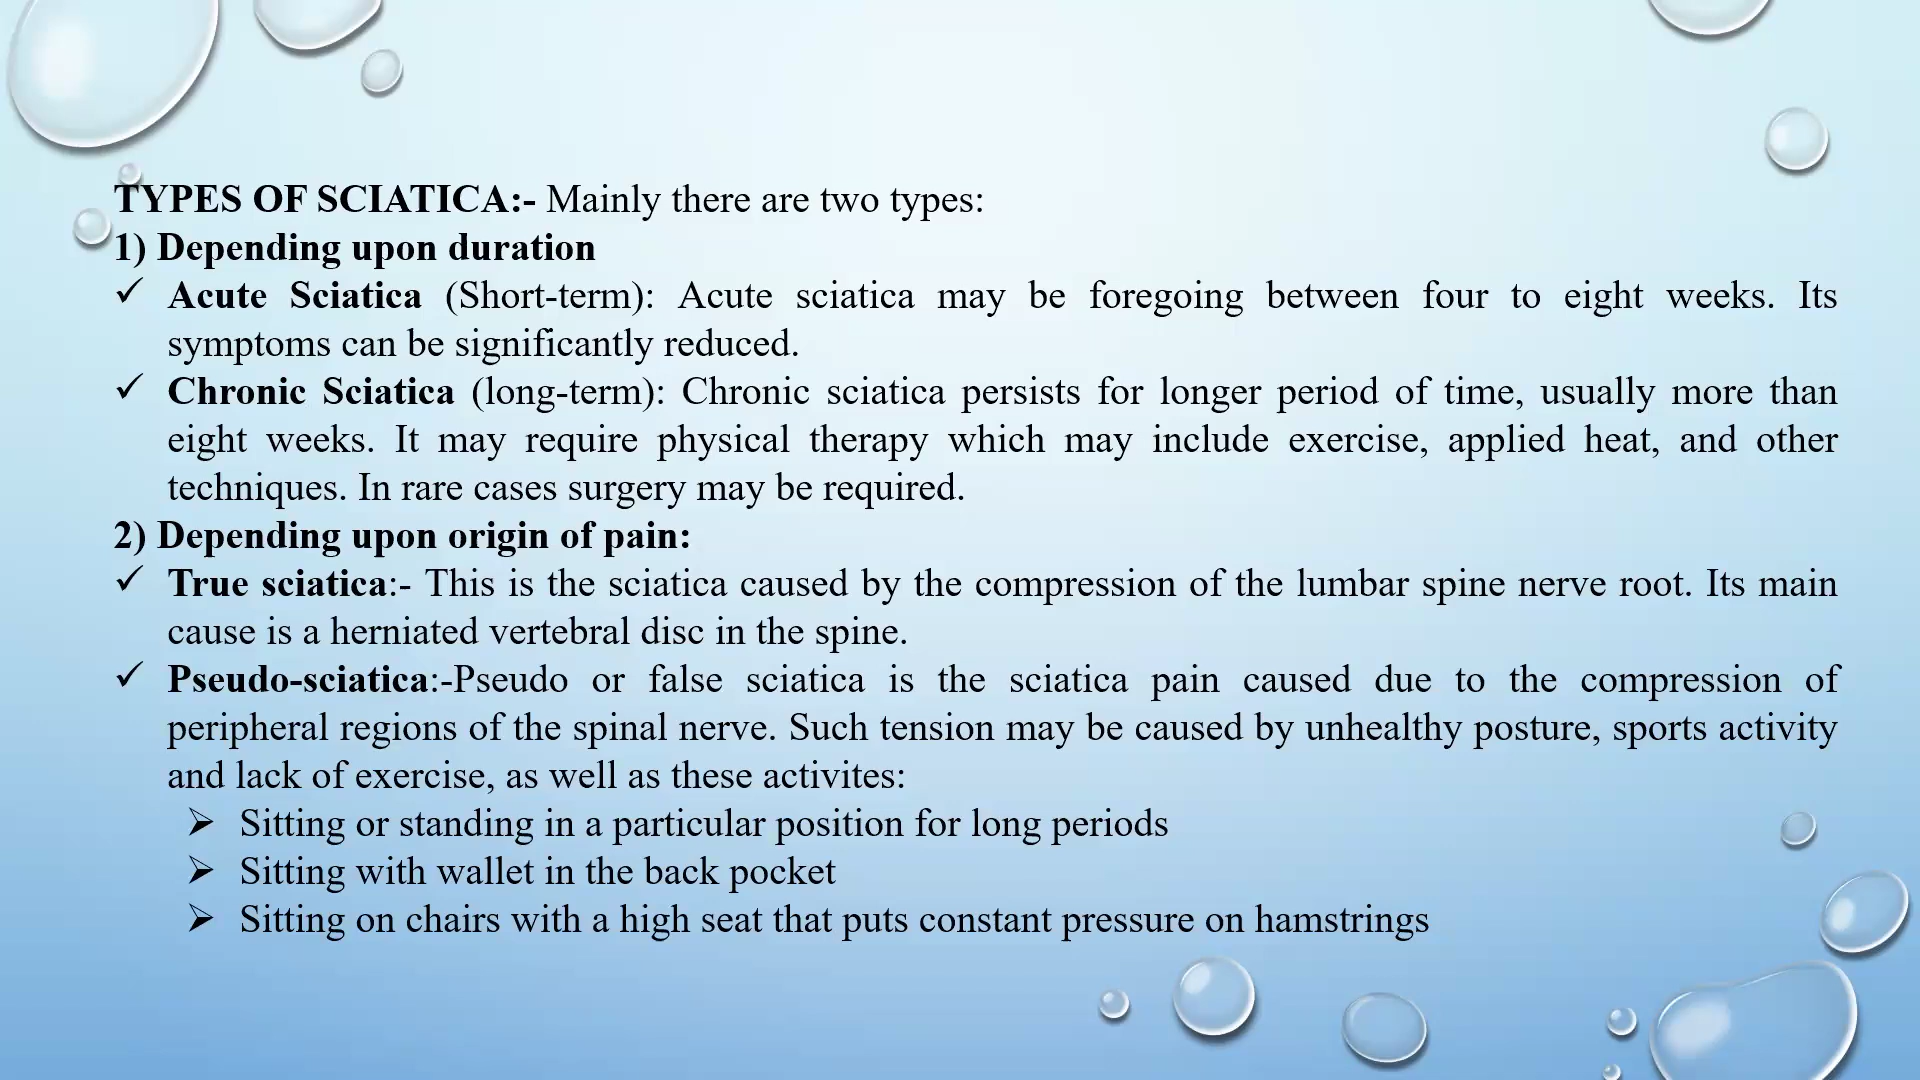 TYPES OF SCIATICA:- Mainly there are two types:
1) Depending upon duration
✓ Acute Sciatica (Short-term): Acute sciatica may be foregoing between four to eight weeks. Its
symptoms can be significantly reduced.
✓ Chronic Sciatica (long-term): Chronic sciatica persists for longer period of time, usually more than
eight weeks. It may require physical therapy which may include exercise, applied heat, and other
techniques. In rare cases surgery may be required.
2) Depending upon origin of pain:
✓ True sciatica:- This is the sciatica caused by the compression of the lumbar spine nerve root. Its main
cause is a herniated vertebral disc in the spine.
✓ Pseudo-sciatica:-Pseudo or false sciatica is the sciatica pain caused due to the compression of
peripheral regions of the spinal nerve. Such tension may be caused by unhealthy posture, sports activity
and lack of exercise, as well as these activites:
➢ Sitting or standing in a particular position for long periods
➢ Sitting with wallet in the back pocket
➢ Sitting on chairs with a high seat that puts constant pressure on hamstrings